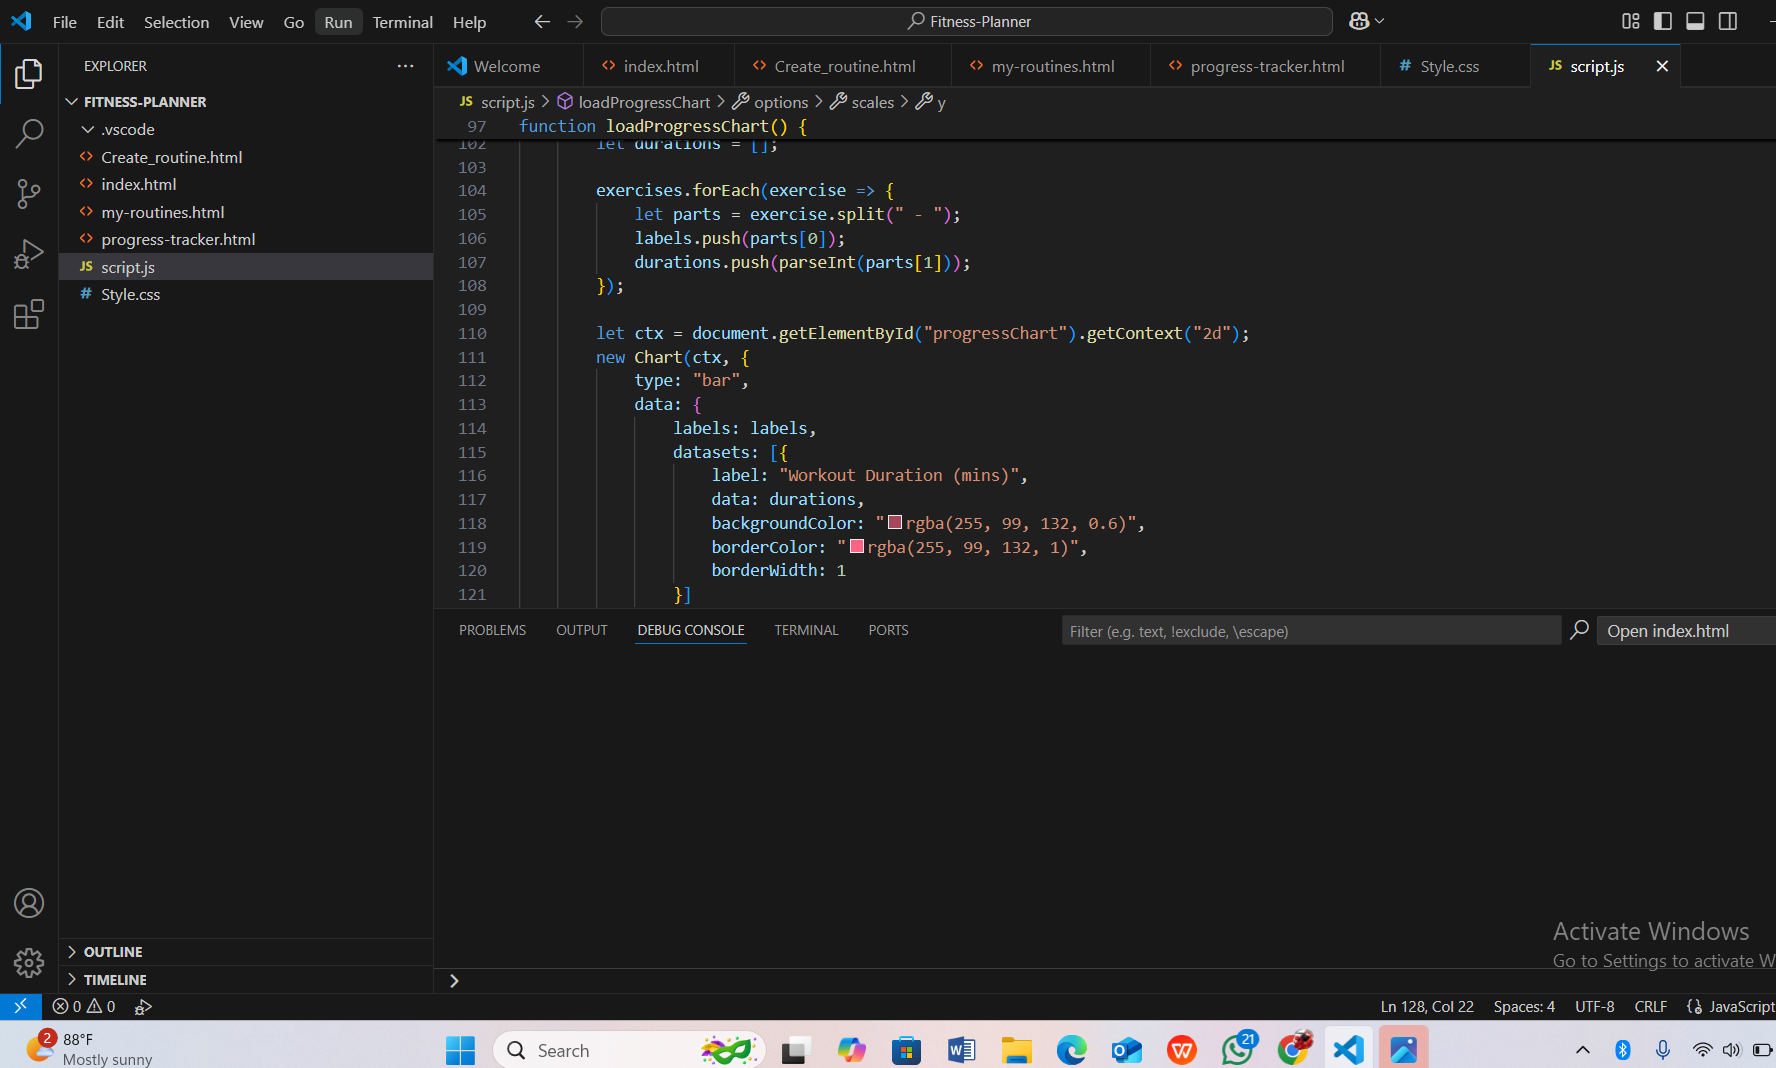 File Edit Selection View Go Run Terminal Help
Fitness-Planner
EXPLORER
FITNESS-PLANNER
.vscode
Create_routine.html
index.html
my-routines.html
progress-tracker.html
JS script.js
# Style.css
OUTLINE
TIMELINE
Welcome index.html Create_routine.html my-routines.html progress-tracker.html # Style.css JS script.js
JS script.js > loadProgressChart > options > scales > y
97 function loadProgressChart() {
102 let durations = [];
103
104 exercises.forEach(exercise => {
105 let parts = exercise.split(" - ");
106 labels.push(parts[0]);
107 durations.push(parseInt(parts[1]));
108 });
109
110 let ctx = document.getElementById("progressChart").getContext("2d");
111 new Chart(ctx, {
112 type: "bar",
113 data: {
114 labels: labels,
115 datasets: [{
116 label: "Workout Duration (mins)",
117 data: durations,
118 backgroundColor: "rgba(255, 99, 132, 0.6)",
119 borderColor: "rgba(255, 99, 132, 1)",
120 borderWidth: 1
121 }]
PROBLEMS OUTPUT DEBUG CONSOLE TERMINAL PORTS
Filter (e.g. text, !exclude, \escape)
Open index.html
Activate Windows
Go to Settings to activate W
0 0
Ln 128, Col 22 Spaces: 4 UTF-8 CRLF {} JavaScript
2
88°F
Mostly sunny
Search
21